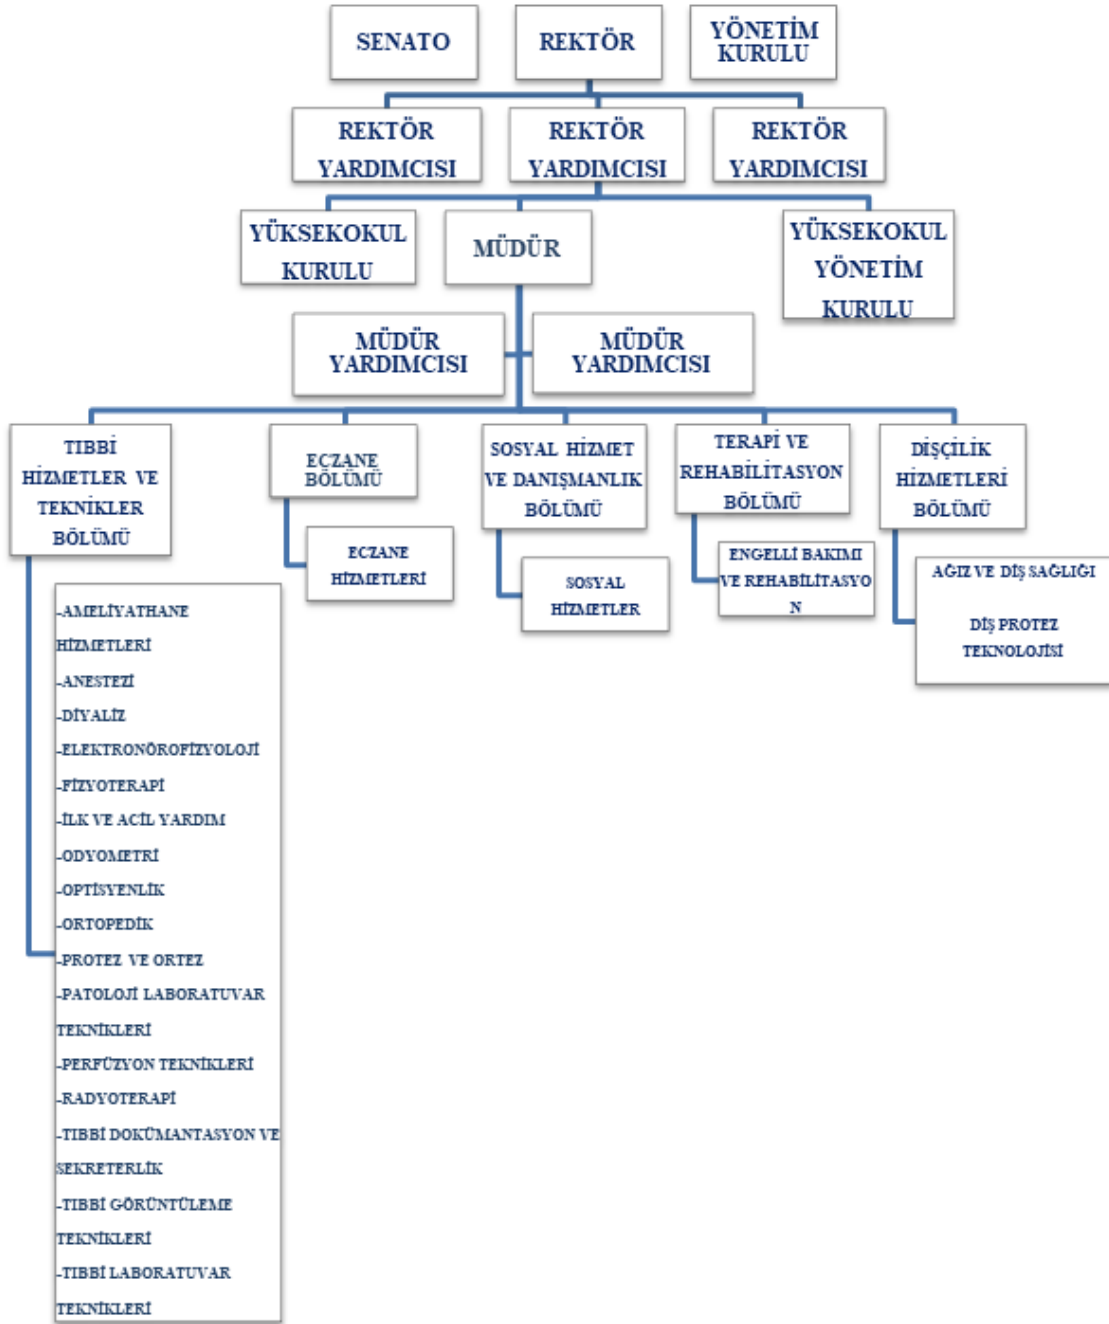 SENATO
REKTÖR
YÖNETİM
KURULU
REKTÖR
YARDIMCISI
REKTÖR
YARDIMCISI
REKTÖR
YARDIMCISI
YÜKSEKOKUL
KURULU
MÜDÜR
YÜKSEKOKUL
YÖNETİM
KURULU
MÜDÜR
YARDIMCISI
MÜDÜR
YARDIMCISI
TIBBİ
HİZMETLER VE
TEKNİKLER
BÖLÜMÜ
ECZANE
BÖLÜMÜ
SOSYAL HİZMET
VE DANIŞMANLIK
BÖLÜMÜ
TERAPİ VE
REHABİLİTASYON
BÖLÜMÜ
DİŞÇİLİK
HİZMETLERİ
BÖLÜMÜ
-AMELİYATHANE
HİZMETLERİ
-ANESTEZİ
-DİYALİZ
-ELEKTRONÖROFİZYOLOJİ
-FİZYOTERAPİ
-İLK VE ACİL YARDIM
-ODYOMETRİ
-OPTİSYENLİK
-ORTOPEDİK
-PROTEZ VE ORTEZ
-PATOLOJİ LABORATUVAR
TEKNİKLERİ
-PERFÜZYON TEKNİKLERİ
-RADYOTERAPİ
-TIBBİ DOKÜMANTASYON VE
SEKRETERLİK
-TIBBİ GÖRÜNTÜLEME
TEKNİKLERİ
-TIBBİ LABORATUVAR
TEKNİKLERİ
ECZANE
HİZMETLERİ
SOSYAL
HİZMETLER
ENGELLİ BAKIMI
VE REHABİLİTASYO
N
AĞIZ VE DİŞ SAĞLIĞI
DİŞ PROTEZ
TEKNOLOJİSİ